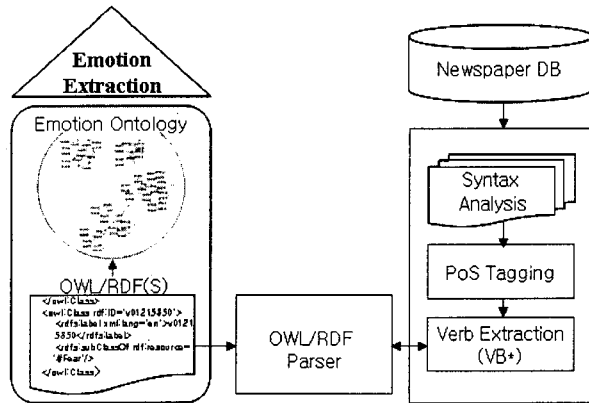 Emotion
Extraction
Emotion Ontology
OWL/RDF(S)
</owl:Class>
<owl:Class rdf:ID='v01215850'>
<rdfs:label xml:lang='en'>v0121
5850</rdfs:label>
<rdfs:subClassOf rdf:resource=
'#Fear'/>
</owl:Class>
OWL/RDF
Parser
Newspaper DB
Syntax
Analysis
PoS Tagging
Verb Extraction
(VB*)